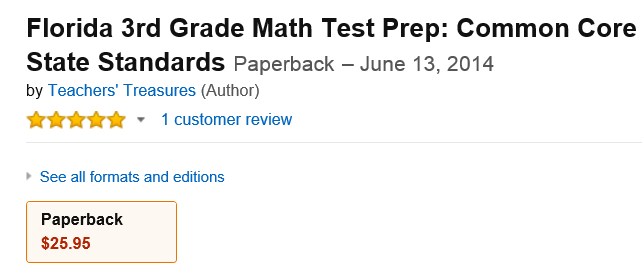 Florida 3rd Grade Math Test Prep: Common Core
State Standards Paperback – June 13, 2014
by Teachers' Treasures (Author)
1 customer review
See all formats and editions
Paperback
$25.95